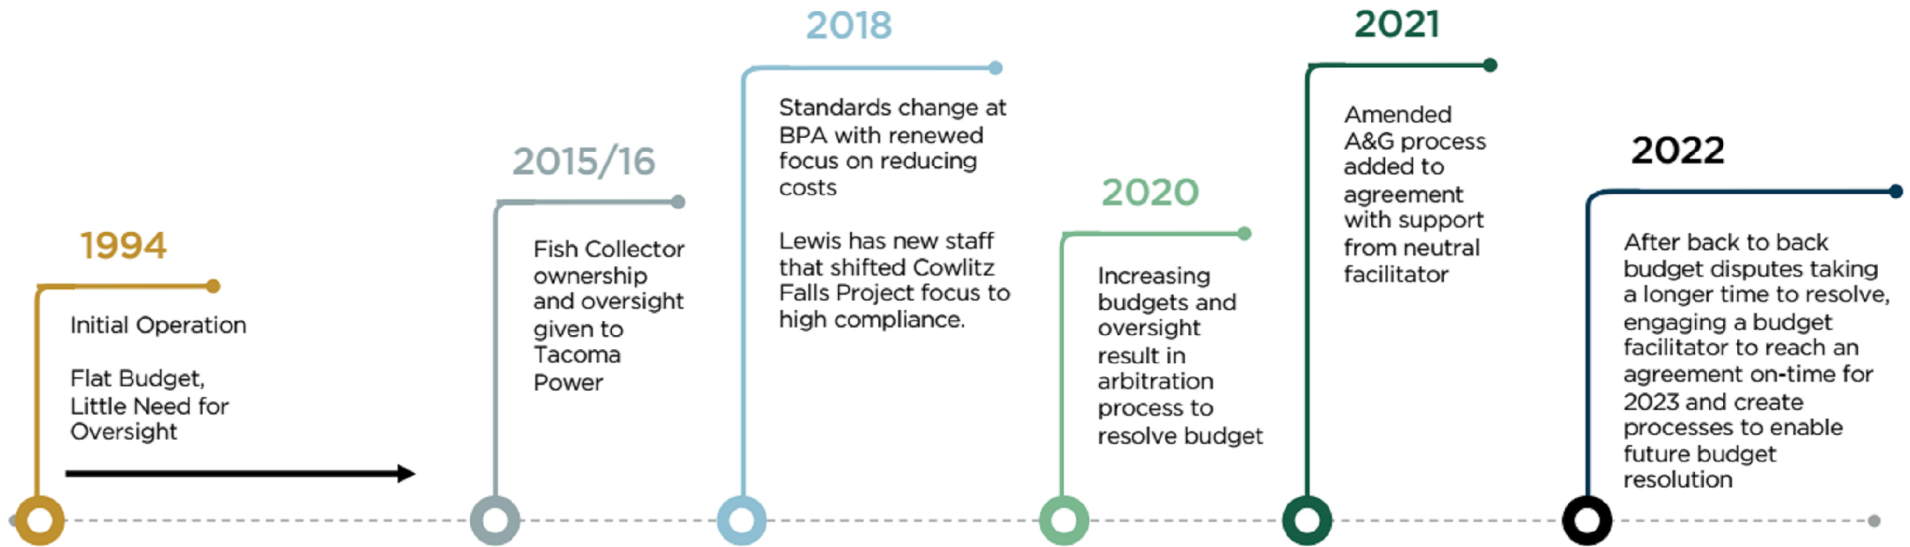 1994
Initial Operation
Flat Budget,
Little Need for
Oversight
2015/16
Fish Collector
ownership
and oversight
given to
Tacoma
Power
2018
Standards change at
BPA with renewed
focus on reducing
costs
Lewis has new staff
that shifted Cowlitz
Falls Project focus to
high compliance.
2020
Increasing
budgets and
oversight
result in
arbitration
process to
resolve budget
2021
Amended
A&G process
added to
agreement
with support
from neutral
facilitator
2022
After back to back
budget disputes taking
a longer time to resolve,
engaging a budget
facilitator to reach an
agreement on-time for
2023 and create
processes to enable
future budget
resolution